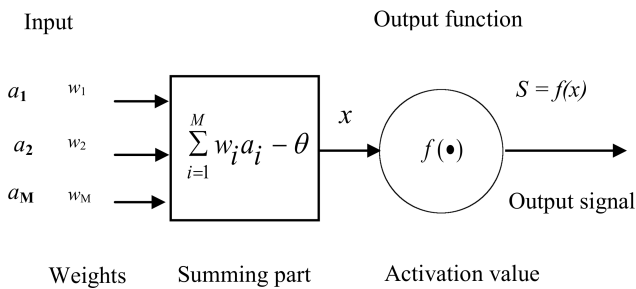 Input
Output function
a1 w1
a2 w2
aM wM
M
∑ wiai − θ
i=1
x
f(•)
S = f(x)
Output signal
Weights
Summing part
Activation value